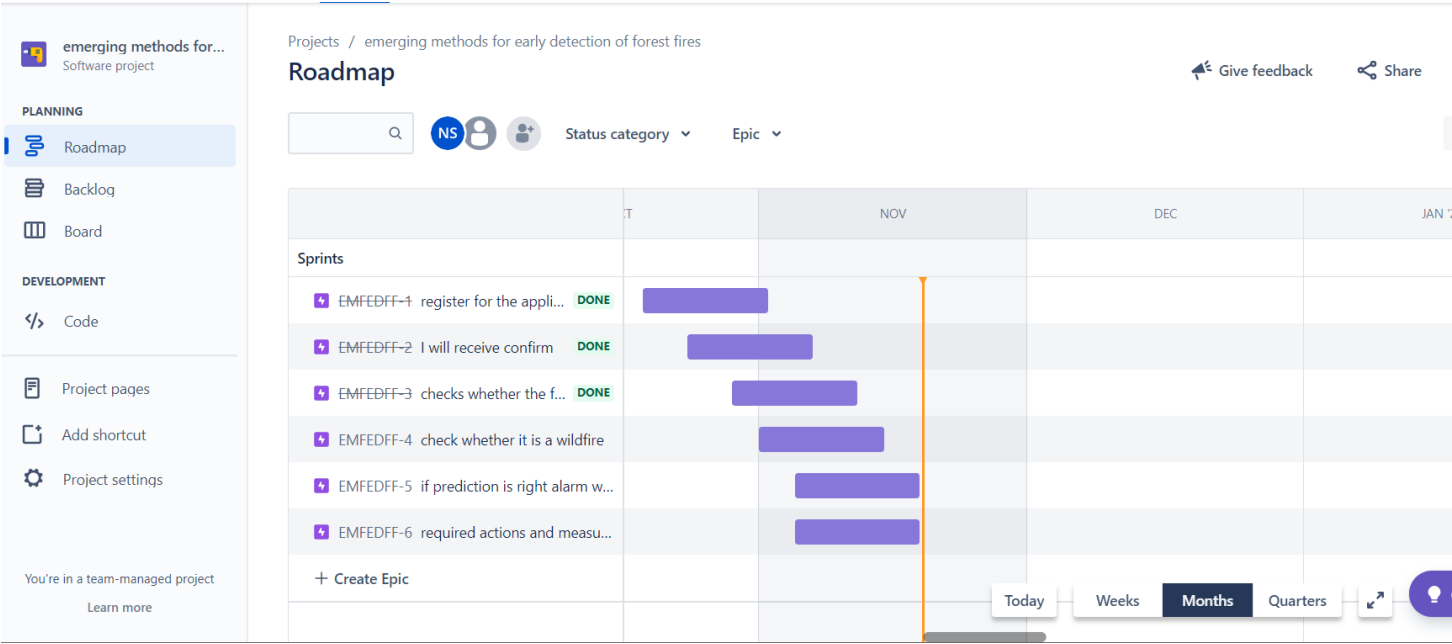 emerging methods for...
Software project
PLANNING
Roadmap
Backlog
Board
DEVELOPMENT
Code
Project pages
Add shortcut
Project settings
You're in a team-managed project
Learn more
Projects / emerging methods for early detection of forest fires
Roadmap
Give feedback
Share
NS
Status category
Epic
CT NOV DEC JAN '2
Sprints
EMFEDFF-1 register for the appli... DONE
EMFEDFF-2 I will receive confirm DONE
EMFEDFF-3 checks whether the f... DONE
EMFEDFF-4 check whether it is a wildfire
EMFEDFF-5 if prediction is right alarm w...
EMFEDFF-6 required actions and measu...
+ Create Epic
Today Weeks Months Quarters